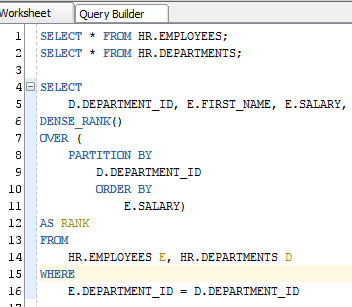 Worksheet Query Builder
1 SELECT * FROM HR.EMPLOYEES;
2 SELECT * FROM HR.DEPARTMENTS;
3
4 SELECT
5 D.DEPARTMENT_ID, E.FIRST_NAME, E.SALARY,
6 DENSE_RANK()
7 OVER (
8 PARTITION BY
9 D.DEPARTMENT_ID
10 ORDER BY
11 E.SALARY)
12 AS RANK
13 FROM
14 HR.EMPLOYEES E, HR.DEPARTMENTS D
15 WHERE
16 E.DEPARTMENT_ID = D.DEPARTMENT_ID
17